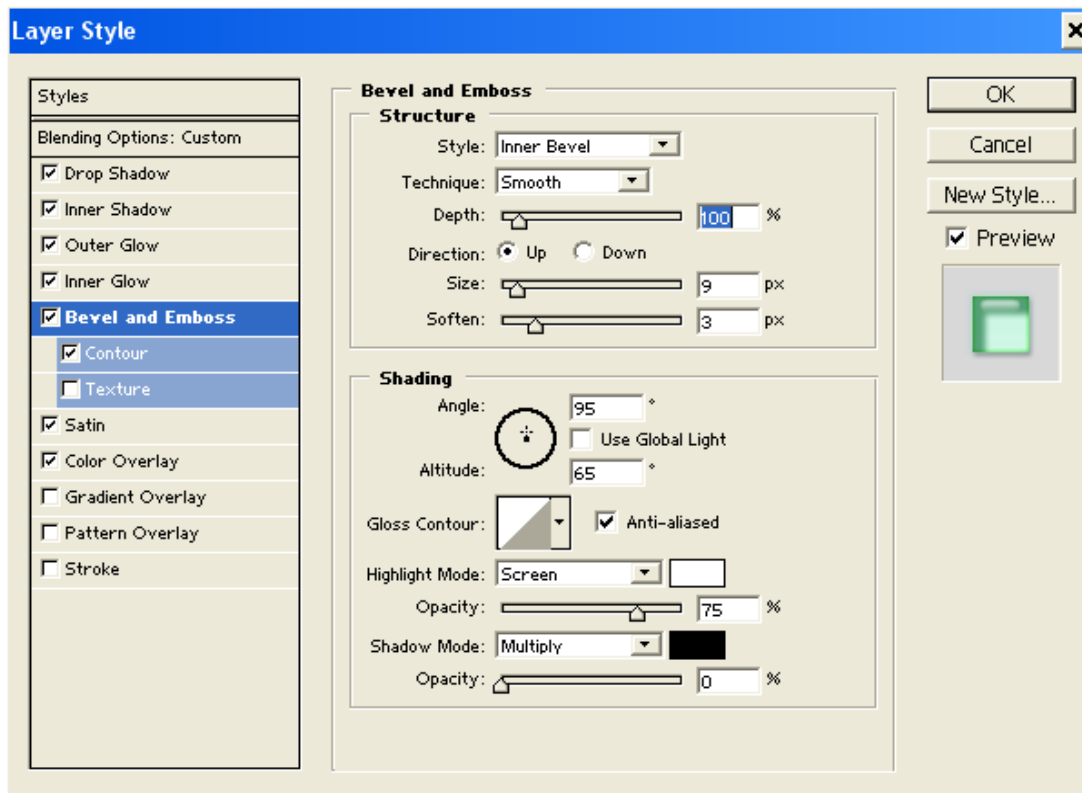 Layer Style
Styles
Blending Options: Custom
Drop Shadow
Inner Shadow
Outer Glow
Inner Glow
Bevel and Emboss
Contour
Texture
Satin
Color Overlay
Gradient Overlay
Pattern Overlay
Stroke
Bevel and Emboss
Structure
Style: Inner Bevel
Technique: Smooth
Depth: 100 %
Direction: Up Down
Size: 9 px
Soften: 3 px
Shading
Angle: 95 °
Use Global Light
Altitude: 65 °
Gloss Contour: Anti-aliased
Highlight Mode: Screen
Opacity: 75 %
Shadow Mode: Multiply
Opacity: 0 %
OK
Cancel
New Style...
Preview